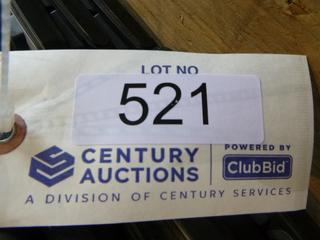 LOT NO
521
CENTURY
AUCTIONS
POWERED BY
ClubBid
A DIVISION OF CENTURY SERVICES